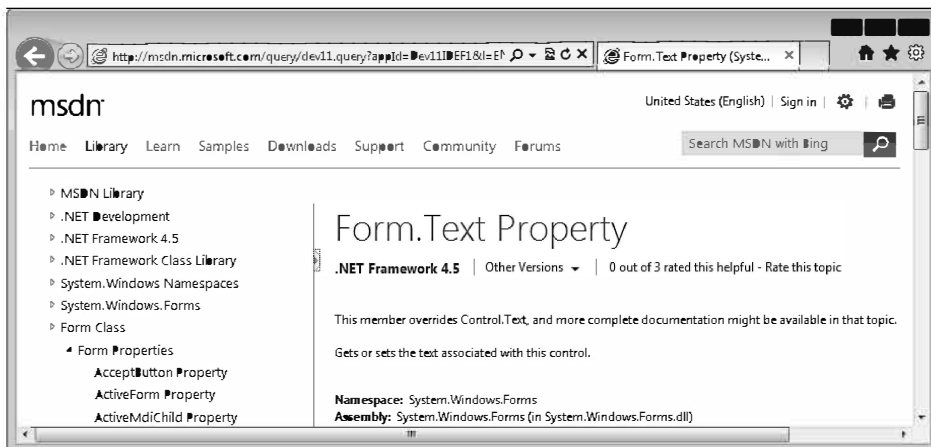 http://msdn.microsoft.com/query/dev11.query?appId=Dev11IDEF1&l=EN
Form.Text Property (Syste...
msdn
United States (English) | Sign in
Home Library Learn Samples Downloads Support Community Forums
Search MSDN with Bing
MSDN Library
.NET Development
.NET Framework 4.5
.NET Framework Class Library
System.Windows Namespaces
System.Windows.Forms
Form Class
Form Properties
AcceptButton Property
ActiveForm Property
ActiveMdiChild Property
Form.Text Property
.NET Framework 4.5 | Other Versions | 0 out of 3 rated this helpful - Rate this topic
This member overrides Control.Text, and more complete documentation might be available in that topic.
Gets or sets the text associated with this control.
Namespace: System.Windows.Forms
Assembly: System.Windows.Forms (in System.Windows.Forms.dll)